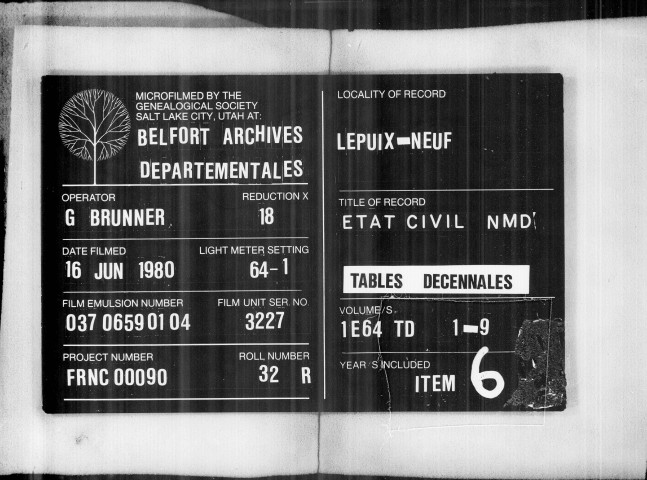 MICROFILMED BY THE
GENEALOGICAL SOCIETY
SALT LAKE CITY, UTAH AT:
BELFORT ARCHIVES
DEPARTEMENTALES
OPERATOR REDUCTION X
G BRUNNER 18
DATE FILMED LIGHT METER SETTING
16 JUN 1980 64-1
FILM EMULSION NUMBER FILM UNIT SER. NO.
037 0659 01 04 3227
PROJECT NUMBER ROLL NUMBER
FRNC 00090 32 R
LOCALITY OF RECORD
LEPUIX-NEUF
TITLE OF RECORD
ETAT CIVIL NMD
TABLES DECENNALES
VOLUME/S
1E64 TD 1-9
YEAR/S INCLUDED
ITEM 6